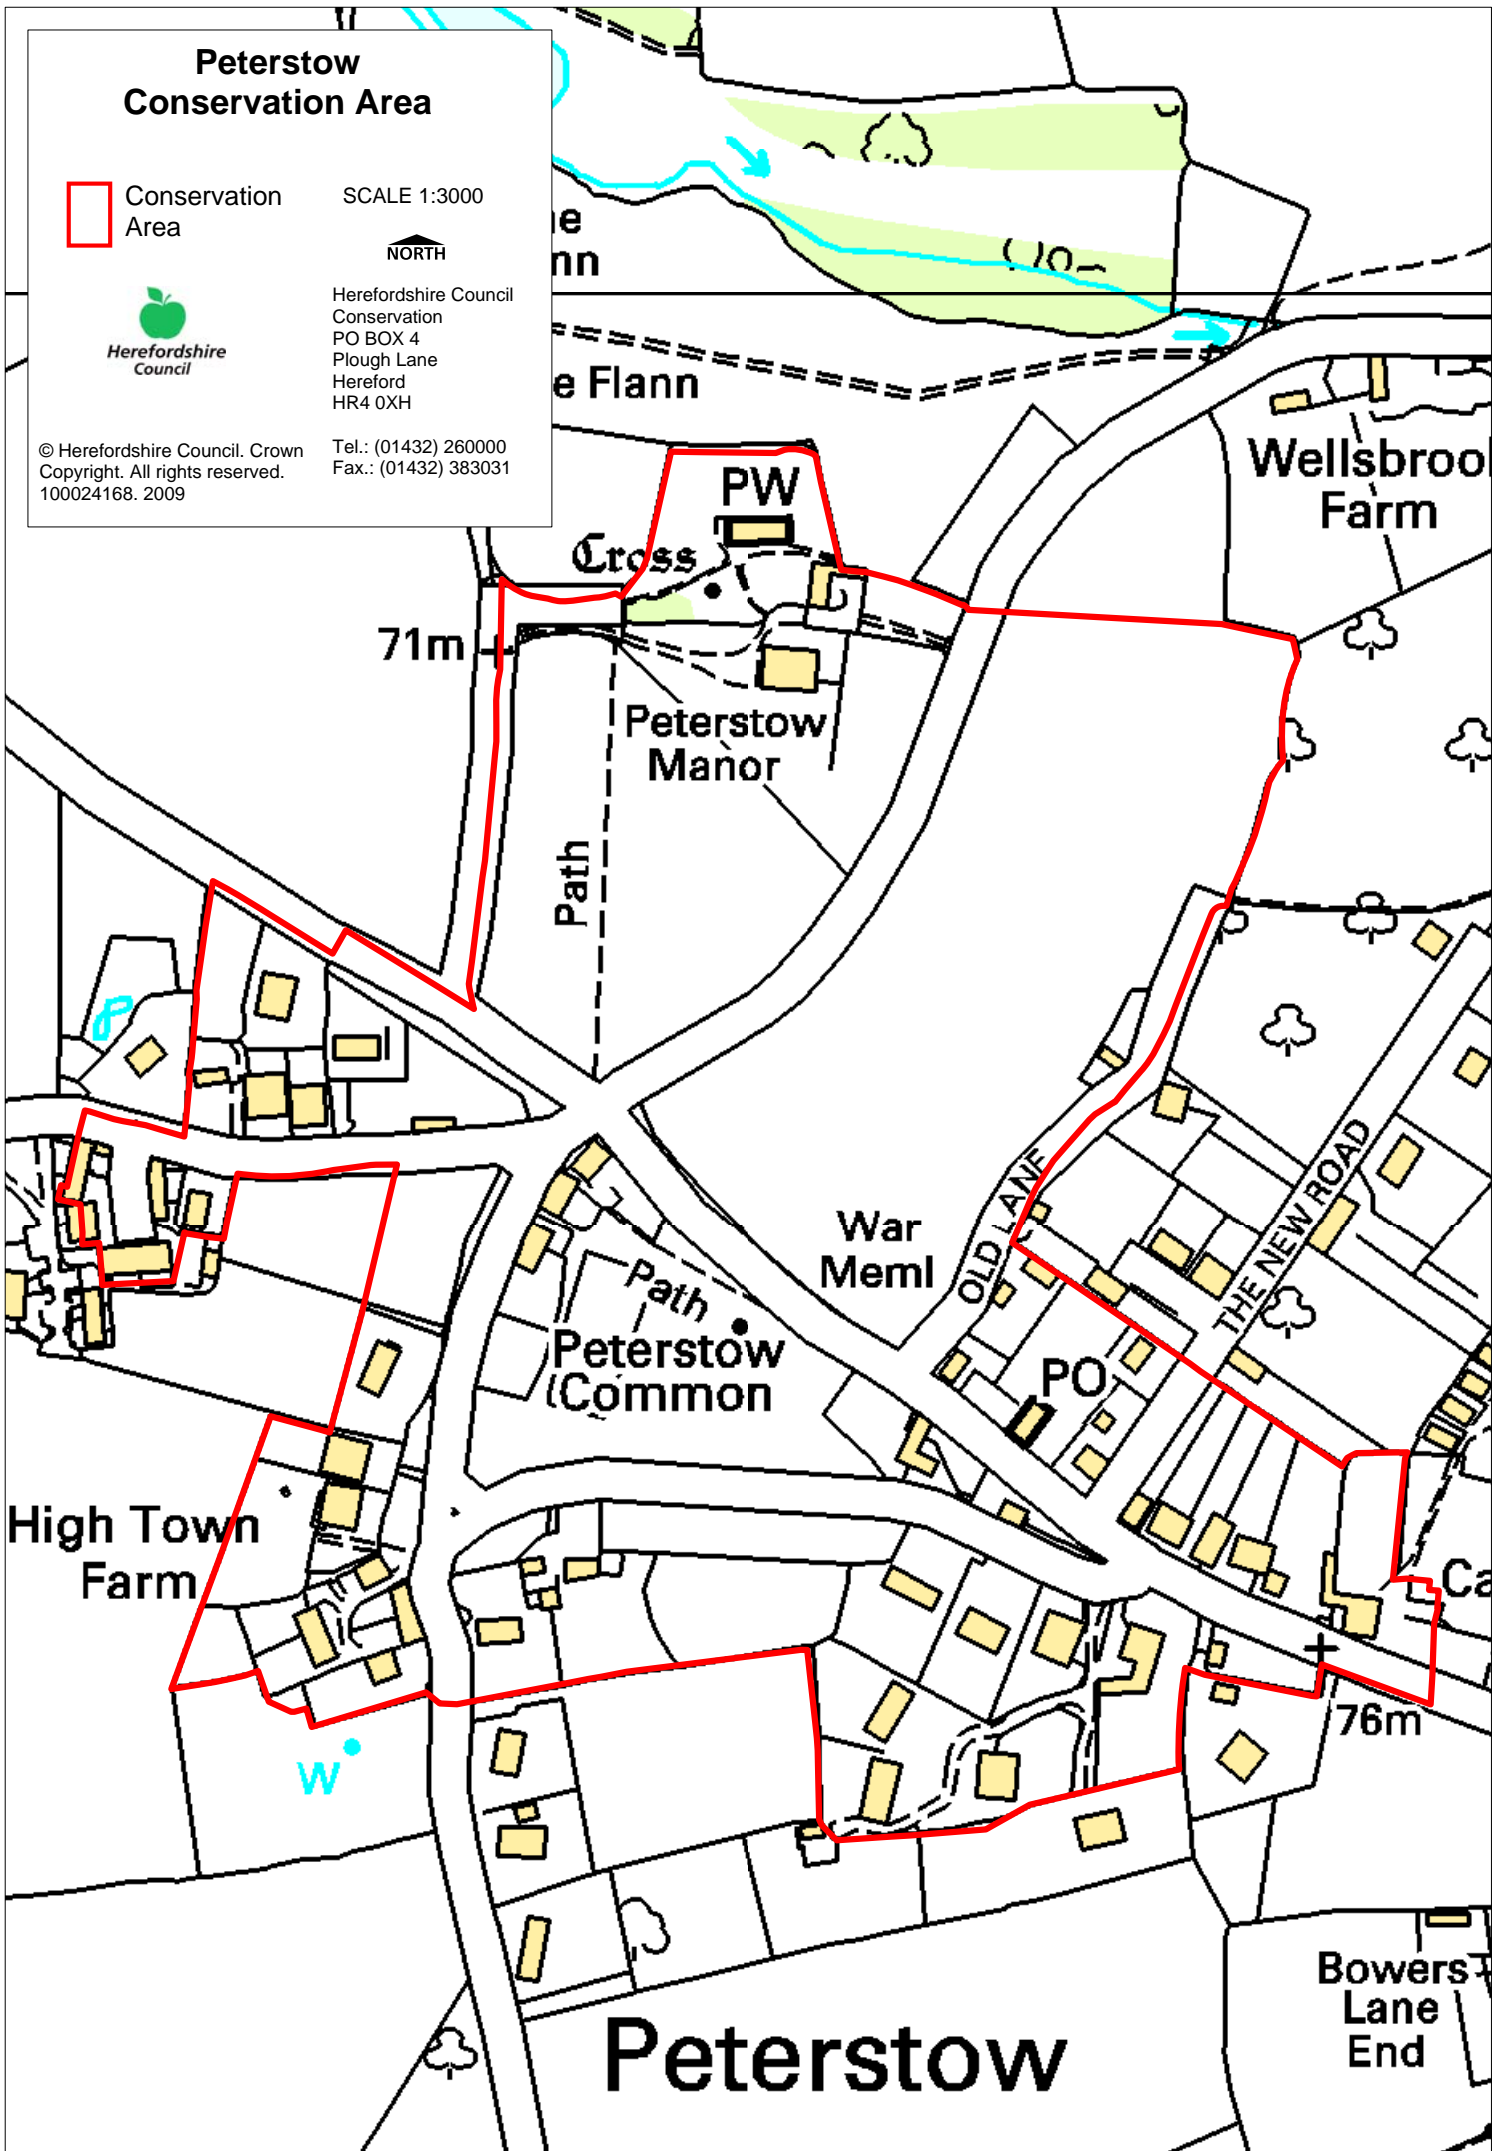 Peterstow
Conservation Area
Conservation
Area
SCALE 1:3000
NORTH
Herefordshire
Council
Herefordshire Council
Conservation
PO BOX 4
Plough Lane
Hereford
HR4 0XH
Tel.: (01432) 260000
Fax.: (01432) 383031
© Herefordshire Council. Crown
Copyright. All rights reserved.
100024168. 2009
e Flann
Wellsbrook
Farm
PW
Cross
71m
Peterstow
Manor
Path
War
Meml
OLD LANE
THE NEW ROAD
Path
Peterstow
Common
PO
High Town
Farm
Ca
76m
W
Bowers
Lane
End
Peterstow